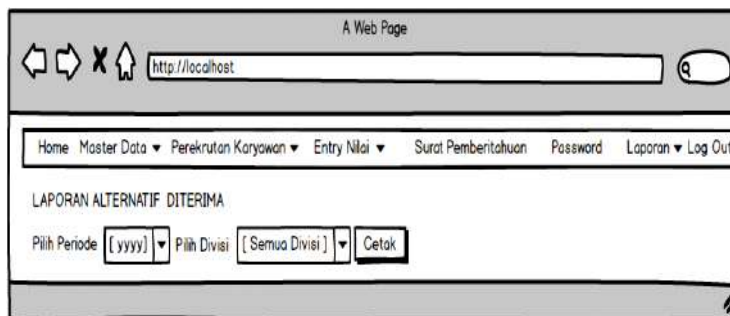 A Web Page
http://localhost
Home Master Data Perekrutan Karyawan Entry Nilai Surat Pemberitahuan Password Laporan Log Out
LAPORAN ALTERNATIF DITERIMA
Pilih Periode [ yyyy] Pilih Divisi [ Semua Divisi ] Cetak